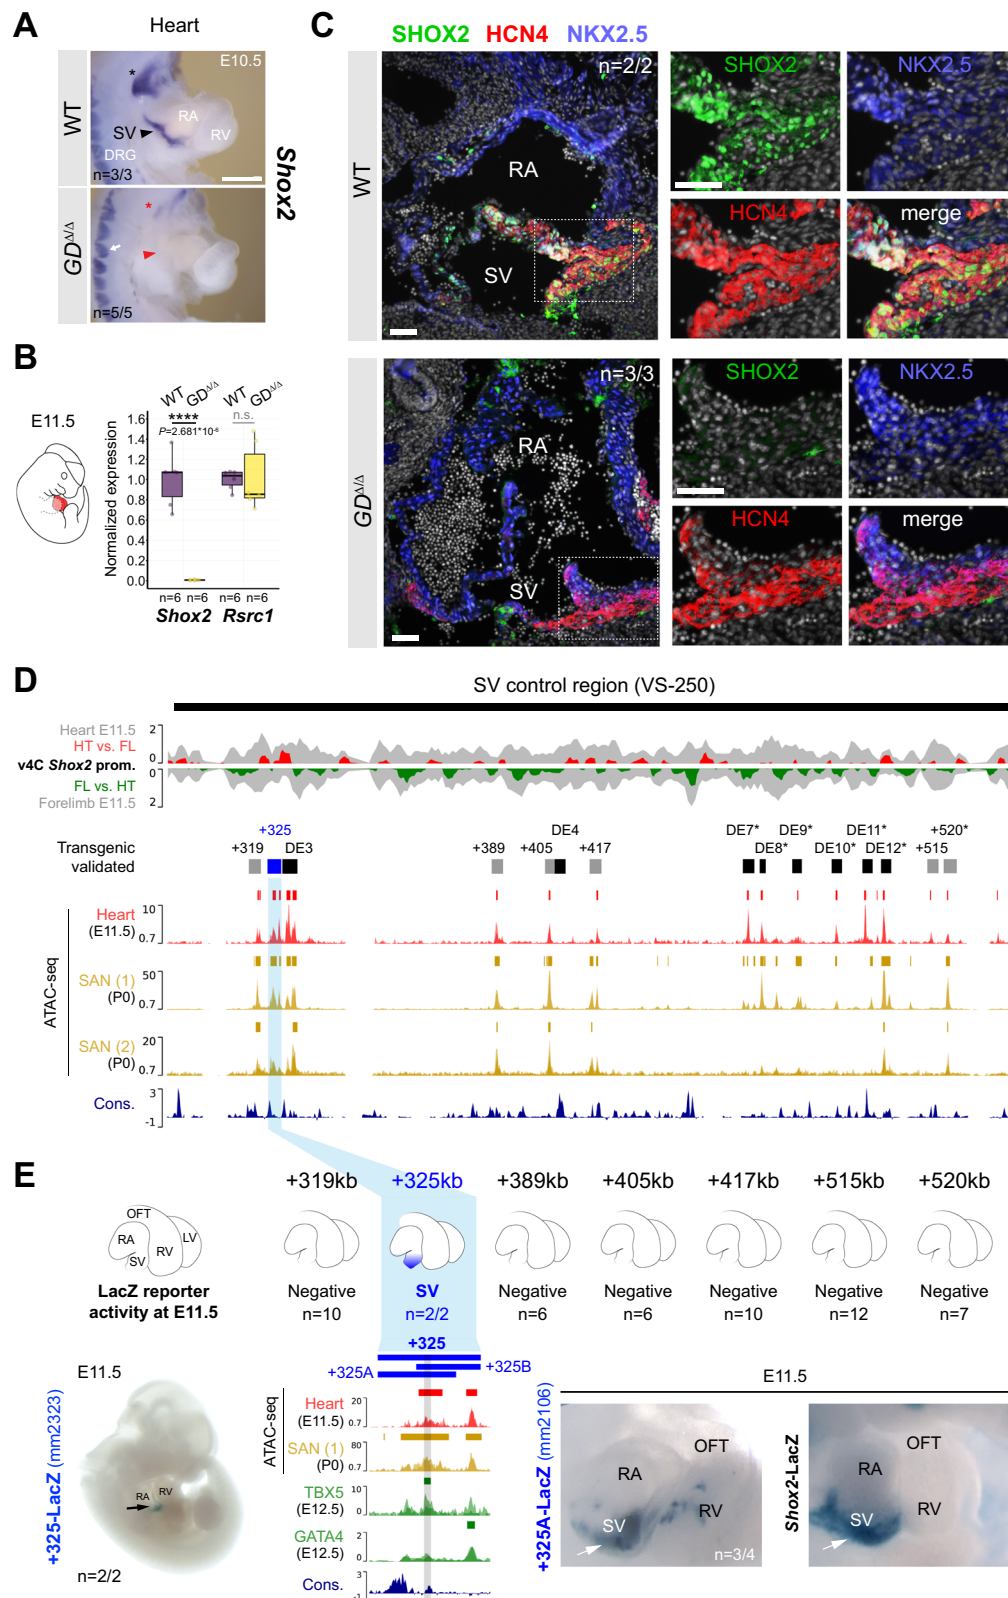 A
Heart
WT
E10.5
*
RA
SV
RV
DRG
n=3/3
Shox2
GDΔ/Δ
*
n=5/5
B
E11.5
WT GDΔ/Δ WT GDΔ/Δ
**** n.s.
P=2.681*10-6
Normalized expression
1.6
1.4
1.2
1.0
0.8
0.6
0.4
0.2
0.0
n=6 n=6 n=6 n=6
Shox2 Rsrc1
C
SHOX2 HCN4 NKX2.5
WT
n=2/2
RA
SV
SHOX2
NKX2.5
HCN4
merge
GDΔ/Δ
n=3/3
RA
SV
SHOX2
NKX2.5
HCN4
merge
D
SV control region (VS-250)
Heart E11.5
HT vs. FL
v4C Shox2 prom.
FL vs. HT
Forelimb E11.5
2
0
0
2
Transgenic
validated
+319
+325
DE3
+389
+405
DE4
+417
DE7*
DE8*
DE9*
DE10*
DE11*
DE12*
+515
+520*
ATAC-seq
Heart
(E11.5)
10
0.7
SAN (1)
(P0)
50
0.7
SAN (2)
(P0)
20
0.7
Cons.
3
-1
E
+319kb +325kb +389kb +405kb +417kb +515kb +520kb
OFT
RA
SV
RV
LV
LacZ reporter
activity at E11.5
Negative SV Negative Negative Negative Negative Negative
n=10 n=2/2 n=6 n=6 n=10 n=12 n=7
+325-LacZ (mm2323)
E11.5
RA
RV
n=2/2
+325
+325A
+325B
ATAC-seq
Heart
(E11.5)
20
0.7
SAN (1)
(P0)
80
0.7
TBX5
(E12.5)
10
0
GATA4
(E12.5)
2
0
Cons.
3
-1
E11.5
+325A-LacZ (mm2106)
OFT
RA
RV
SV
n=3/4
Shox2-LacZ
OFT
RA
RV
SV